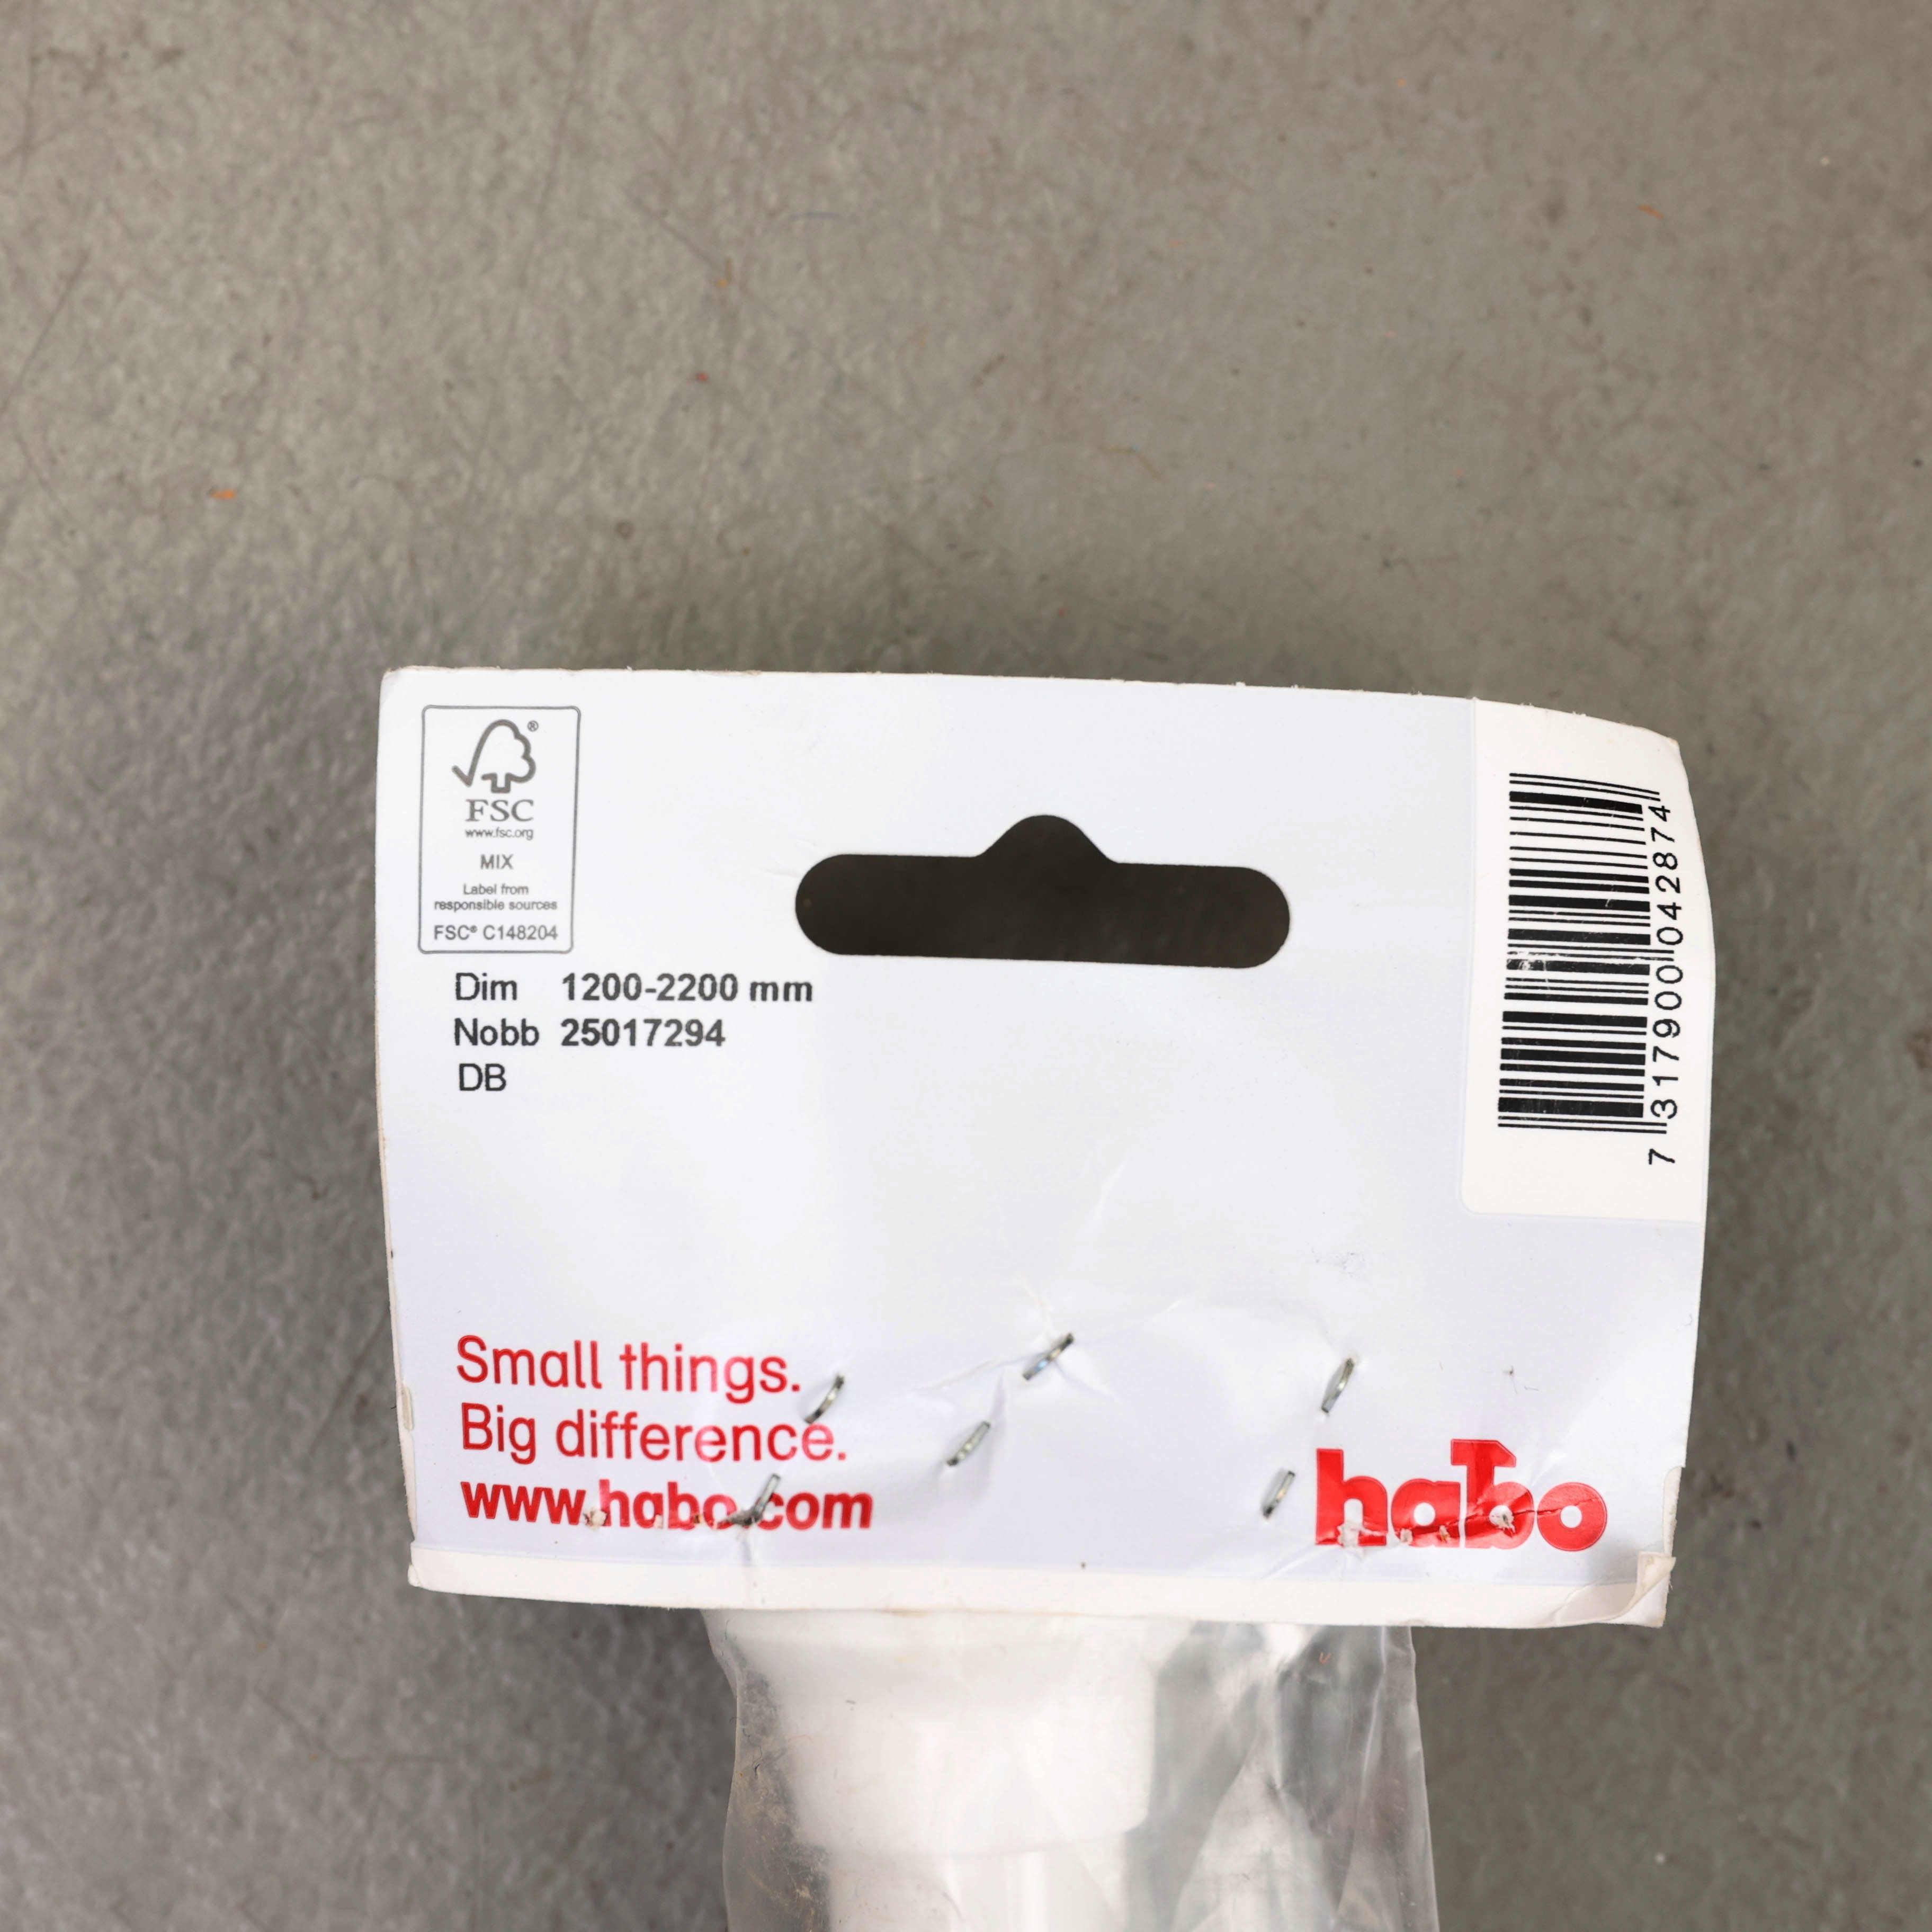 ®
FSC
www.fsc.org
MIX
Label from
responsible sources
FSC® C148204
Dim 1200-2200 mm
Nobb 25017294
DB
7 317900 042874
Small things.
Big difference.
www.habo.com
habo